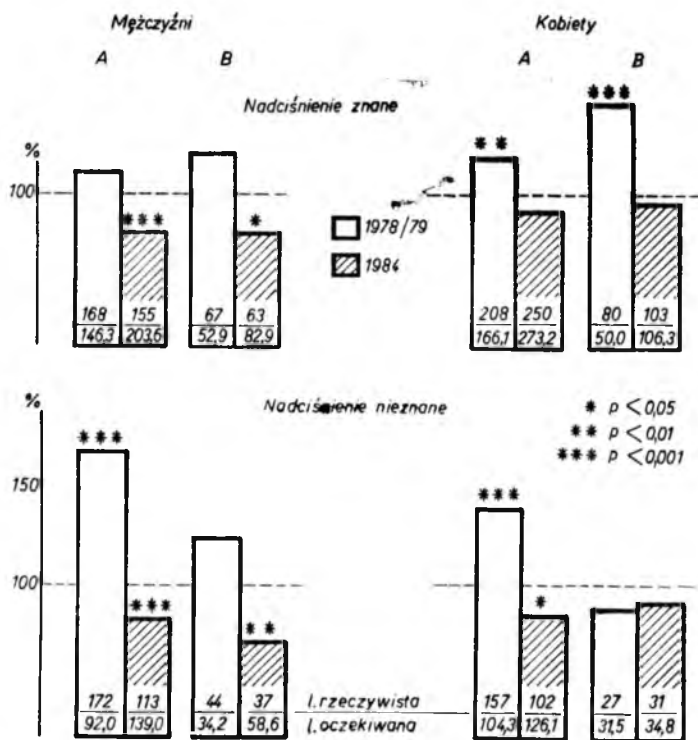 Mężczyźni Kobiety
A B A B
Nadciśnienie znane
***
** 
%
100
*** *
1978/79
1984
168 155 67 63 208 250 80 103
146,3 203,6 52,9 82,9 166,1 273,2 50,0 106,3
%
Nadciśnienie nieznane
* p < 0,05
** p < 0,01
*** p < 0,001
*** ***
150
100
*** ** *
172 113 44 37 l. rzeczywista 157 102 27 31
92,0 139,0 34,2 58,6 l. oczekiwana 104,3 126,1 31,5 34,8